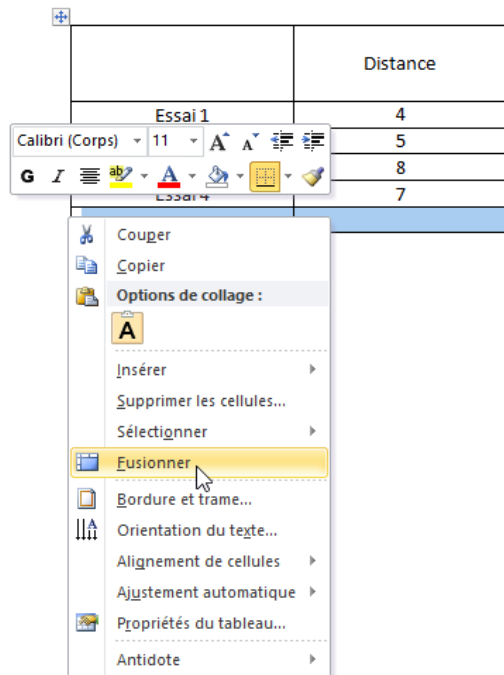 Distance
Essai 1 4
Calibri (Corps) 11 A A 5
G I ab A 8
Essai 4 7
Couper
Copier
Options de collage :
A
Insérer
Supprimer les cellules...
Sélectionner
Fusionner
Bordure et trame...
Orientation du texte...
Alignement de cellules
Ajustement automatique
Propriétés du tableau...
Antidote